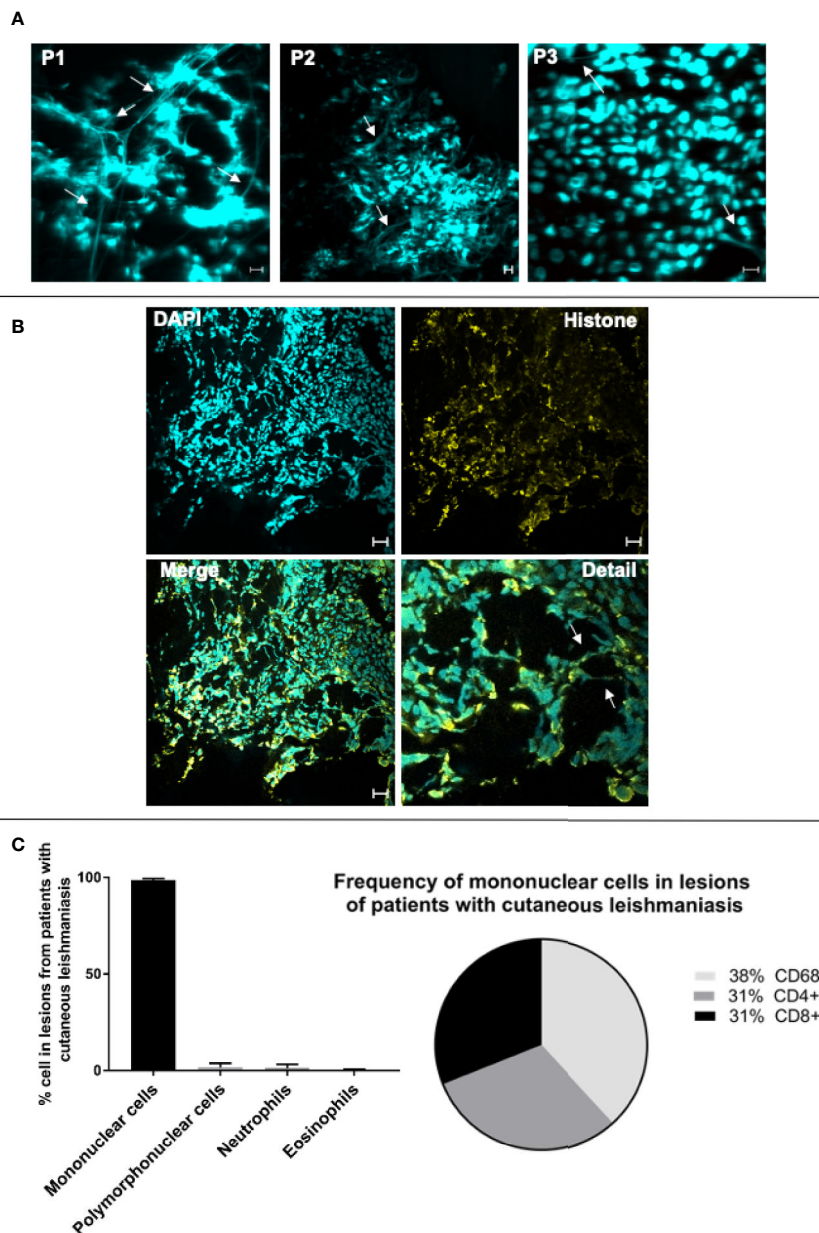 A
P1
P2
P3
B
DAPI
Histone
Merge
Detail
C
% cell in lesions from patients with
cutaneous leishmaniasis
100
50
0
Mononuclear cells
Polymorphonuclear cells
Neutrophils
Eosinophils
Frequency of mononuclear cells in lesions
of patients with cutaneous leishmaniasis
38% CD68
31% CD4+
31% CD8+